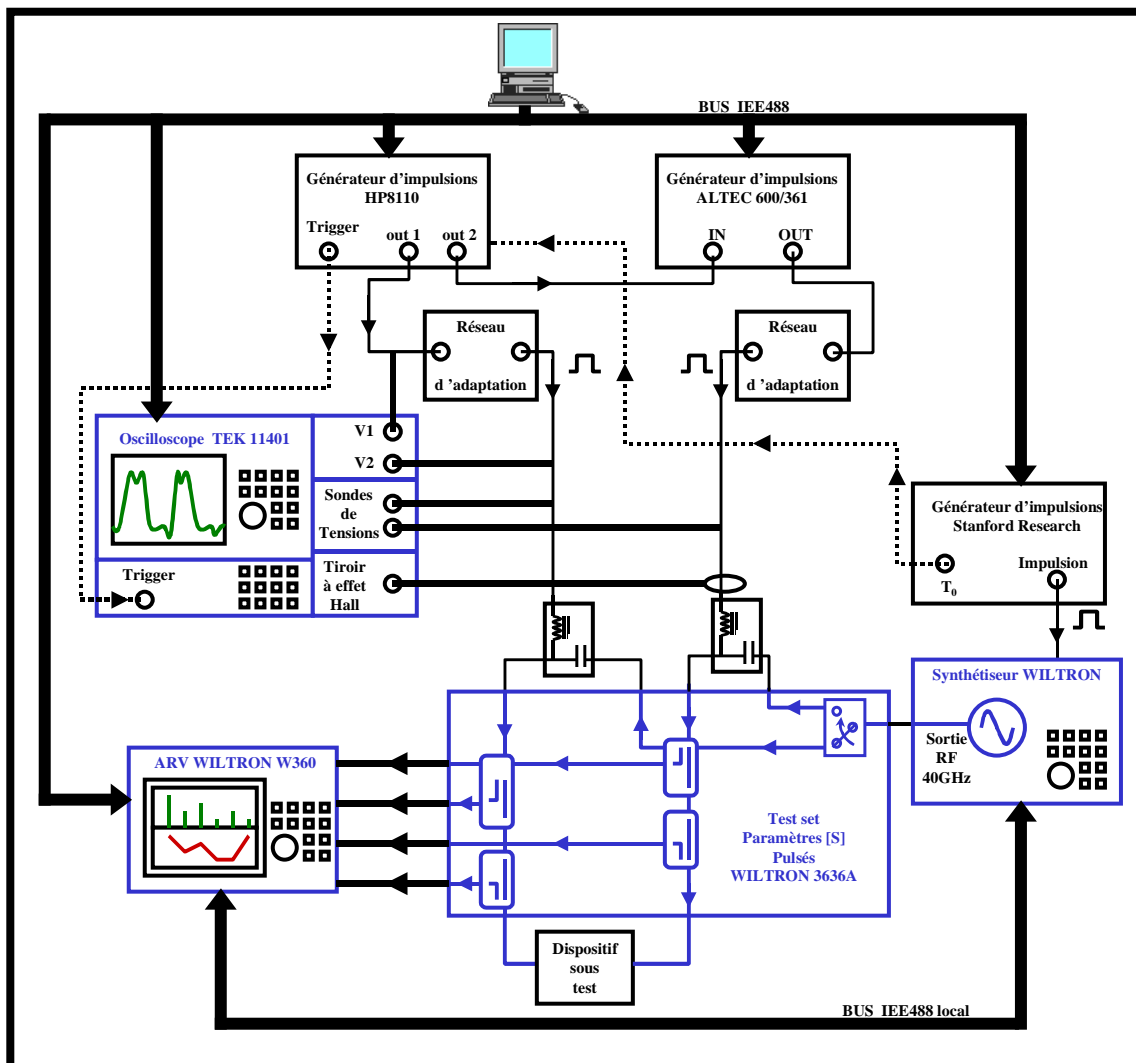 BUS IEE488
Générateur d'impulsions
HP8110
Trigger
out 1
out 2
Générateur d'impulsions
ALTEC 600/361
IN
OUT
Réseau
d 'adaptation
Réseau
d 'adaptation
Oscilloscope TEK 11401
V1
V2
Sondes
de
Tensions
Trigger
Tiroir
à effet
Hall
Générateur d'impulsions
Stanford Research
T0
Impulsion
Synthétiseur WILTRON
Sortie
RF
40GHz
ARV WILTRON W360
Test set
Paramètres [S]
Pulsés
WILTRON 3636A
Dispositif
sous
test
BUS IEE488 local